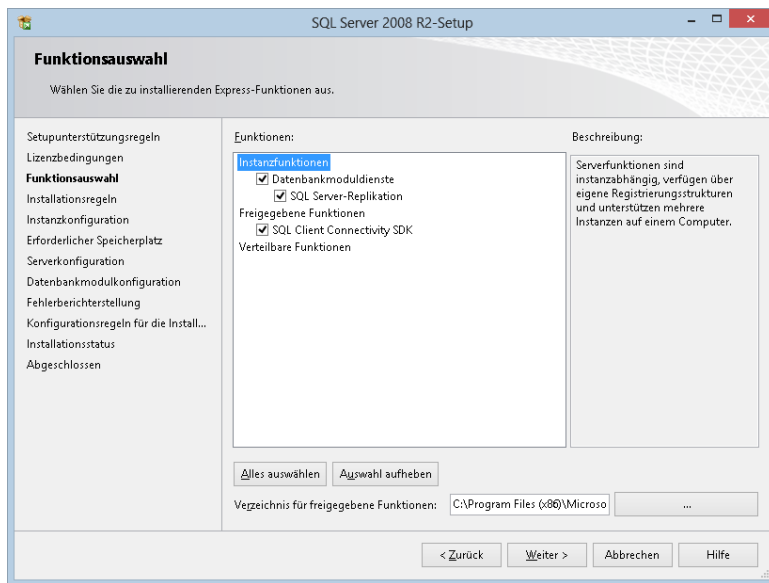 SQL Server 2008 R2-Setup
Funktionsauswahl
Wählen Sie die zu installierenden Express-Funktionen aus.
Setupunterstützungsregeln
Lizenzbedingungen
Funktionsauswahl
Installationsregeln
Instanzkonfiguration
Erforderlicher Speicherplatz
Serverkonfiguration
Datenbankmodulkonfiguration
Fehlerberichterstellung
Konfigurationsregeln für die Install...
Installationsstatus
Abgeschlossen
Funktionen:
Instanzfunktionen
Datenbankmoduldienste
SQL Server-Replikation
Freigegebene Funktionen
SQL Client Connectivity SDK
Verteilbare Funktionen
Beschreibung:
Serverfunktionen sind
instanzabhängig, verfügen über
eigene Registrierungsstrukturen
und unterstützen mehrere
Instanzen auf einem Computer.
Alles auswählen
Auswahl aufheben
Verzeichnis für freigegebene Funktionen:
C:\Program Files (x86)\Microso
...
< Zurück
Weiter >
Abbrechen
Hilfe